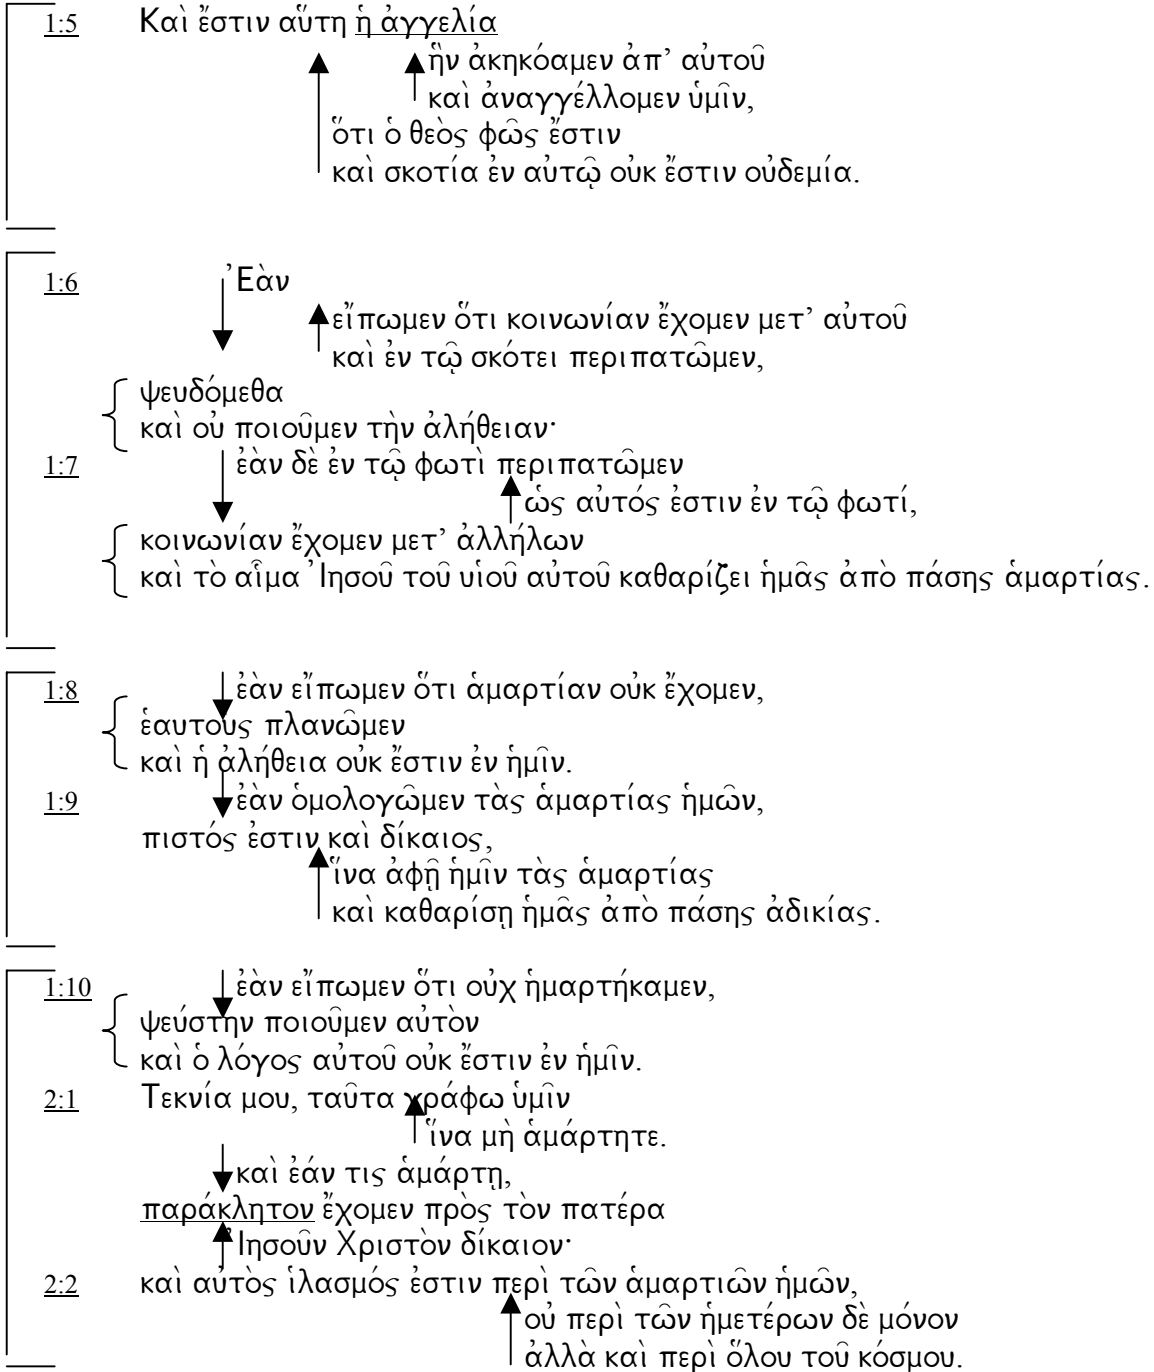 1:5 Καὶ ἔστιν αὕτη ἡ ἀγγελία
ἣν ἀκηκόαμεν ἀπ’ αὐτοῦ
καὶ ἀναγγέλλομεν ὑμῖν,
ὅτι ὁ θεὸς φῶς ἔστιν
καὶ σκοτία ἐν αὐτῷ οὐκ ἔστιν οὐδεμία.
1:6 Ἐὰν
εἴπωμεν ὅτι κοινωνίαν ἔχομεν μετ’ αὐτοῦ
καὶ ἐν τῷ σκότει περιπατῶμεν,
ψευδόμεθα
καὶ οὐ ποιοῦμεν τὴν ἀλήθειαν·
1:7 ἐὰν δὲ ἐν τῷ φωτὶ περιπατῶμεν
ὡς αὐτός ἐστιν ἐν τῷ φωτί,
κοινωνίαν ἔχομεν μετ’ ἀλλήλων
καὶ τὸ αἷμα Ἰησοῦ τοῦ υἱοῦ αὐτοῦ καθαρίζει ἡμᾶς ἀπὸ πάσης ἁμαρτίας.
1:8 ἐὰν εἴπωμεν ὅτι ἁμαρτίαν οὐκ ἔχομεν,
ἑαυτοὺς πλανῶμεν
καὶ ἡ ἀλήθεια οὐκ ἔστιν ἐν ἡμῖν.
1:9 ἐὰν ὁμολογῶμεν τὰς ἁμαρτίας ἡμῶν,
πιστός ἐστιν καὶ δίκαιος,
ἵνα ἀφῇ ἡμῖν τὰς ἁμαρτίας
καὶ καθαρίσῃ ἡμᾶς ἀπὸ πάσης ἀδικίας.
1:10 ἐὰν εἴπωμεν ὅτι οὐχ ἡμαρτήκαμεν,
ψεύστην ποιοῦμεν αὐτὸν
καὶ ὁ λόγος αὐτοῦ οὐκ ἔστιν ἐν ἡμῖν.
2:1 Τεκνία μου, ταῦτα γράφω ὑμῖν
ἵνα μὴ ἁμάρτητε.
καὶ ἐάν τις ἁμάρτῃ,
παράκλητον ἔχομεν πρὸς τὸν πατέρα
Ἰησοῦν Χριστὸν δίκαιον·
2:2 καὶ αὐτὸς ἱλασμός ἐστιν περὶ τῶν ἁμαρτιῶν ἡμῶν,
οὐ περὶ τῶν ἡμετέρων δὲ μόνον
ἀλλὰ καὶ περὶ ὅλου τοῦ κόσμου.